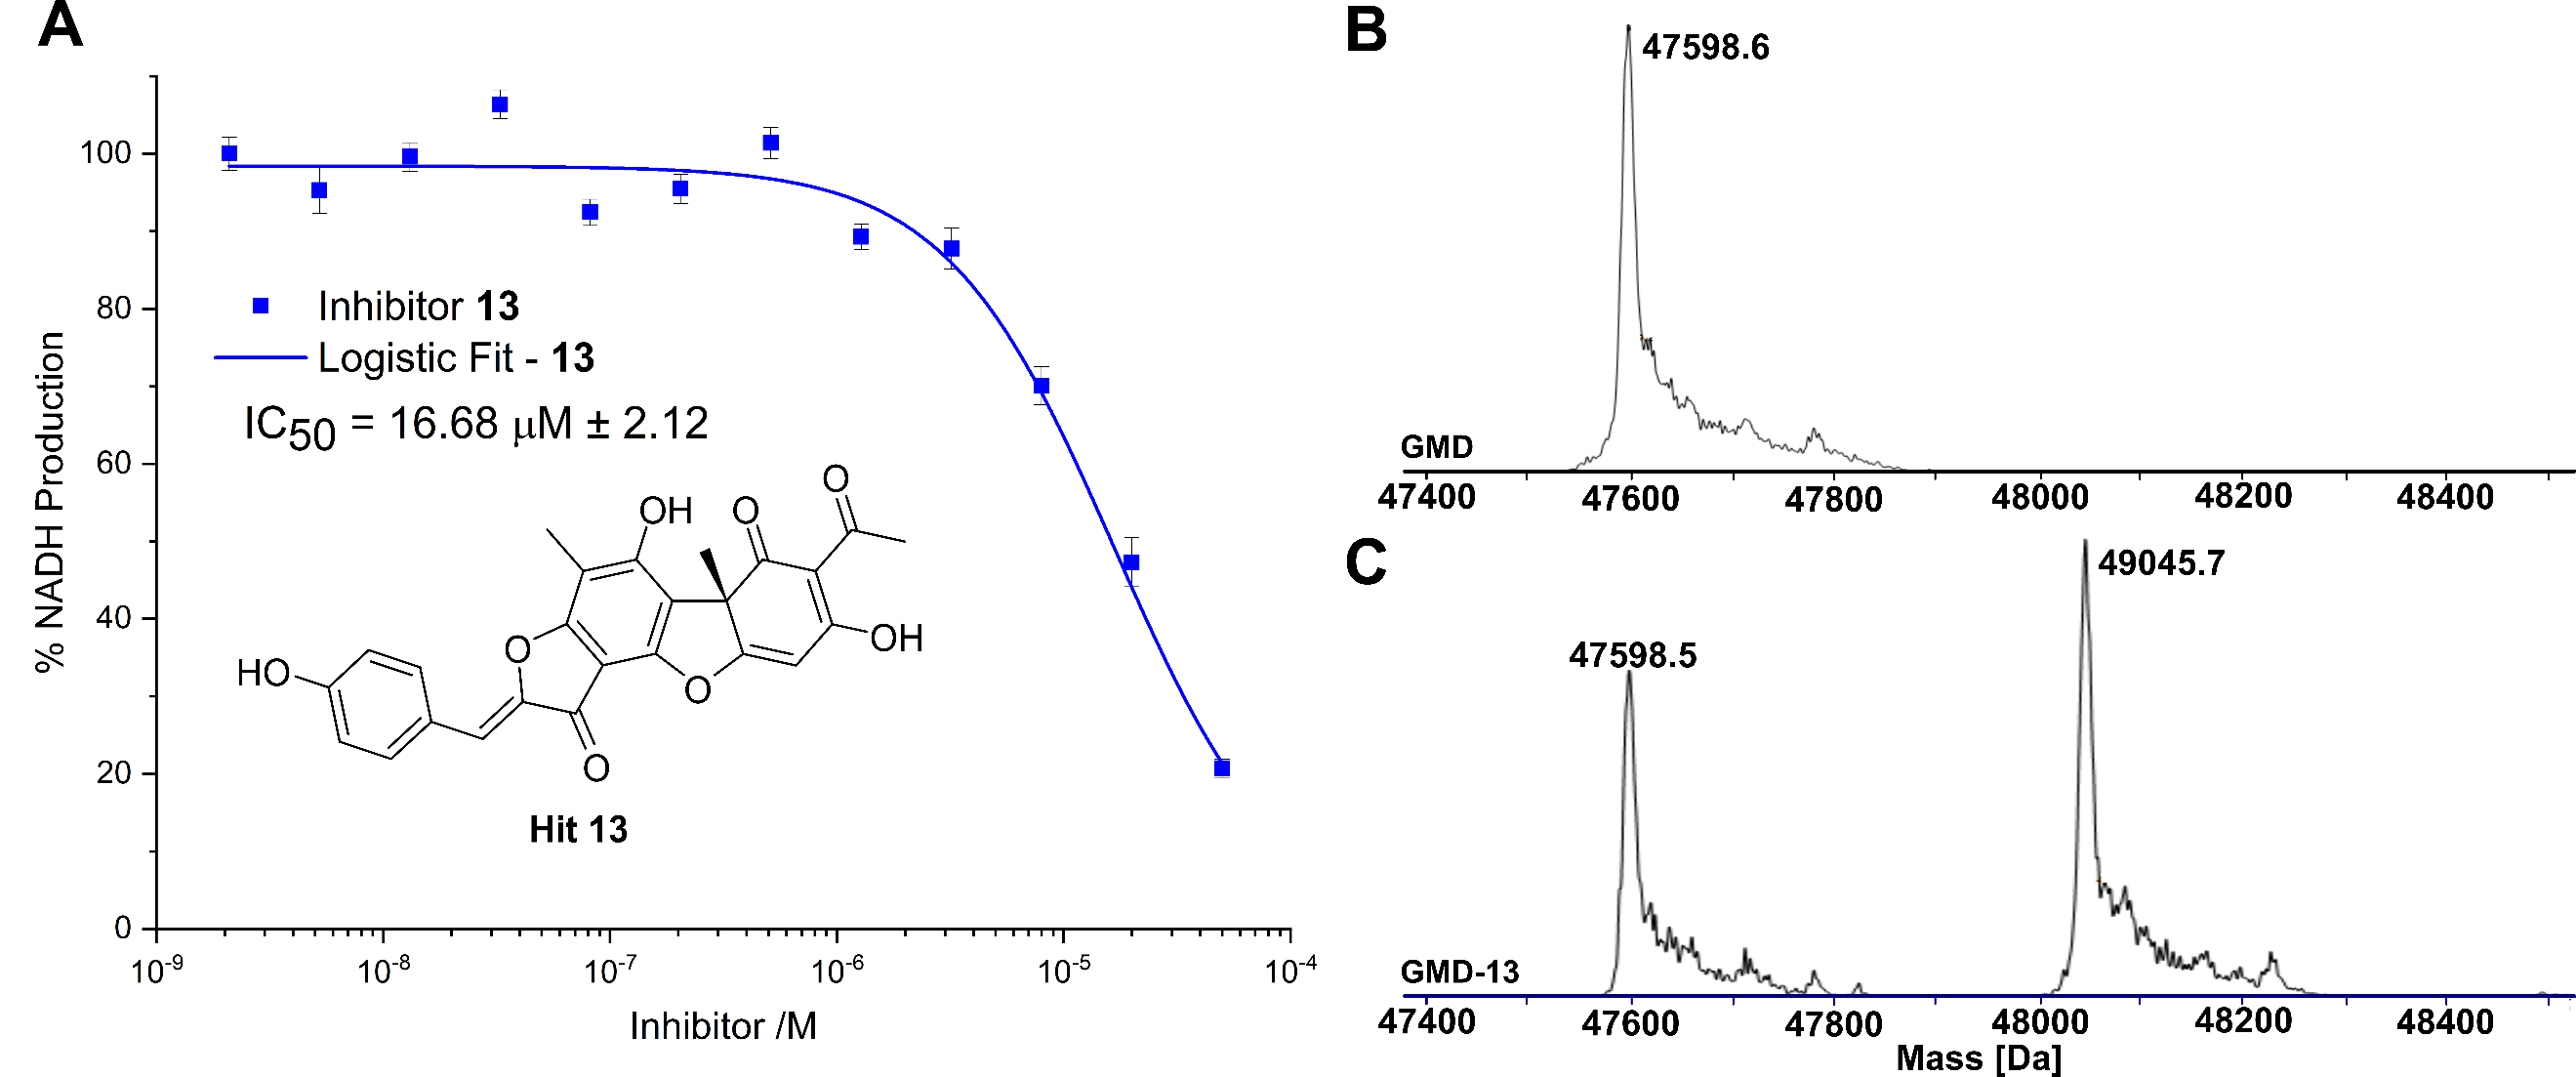 A
100
80
60
40
20
0
% NADH Production
Inhibitor 13
Logistic Fit - 13
IC50 = 16.68 μM ± 2.12
OH
O
O
OH
O
O
HO
O
Hit 13
10-9
10-8
10-7
10-6
10-5
10-4
Inhibitor /M
B
47598.6
GMD
47400
47600
47800
48000
48200
48400
C
49045.7
47598.5
GMD-13
47400
47600
47800
48000
48200
48400
Mass [Da]